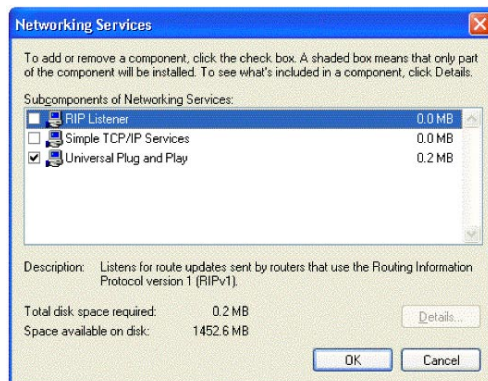 Networking Services
To add or remove a component, click the check box. A shaded box means that only part
of the component will be installed. To see what's included in a component, click Details.
Subcomponents of Networking Services:
RIP Listener 0.0 MB
Simple TCP/IP Services 0.0 MB
Universal Plug and Play 0.2 MB
Description: Listens for route updates sent by routers that use the Routing Information
Protocol version 1 (RIPv1).
Total disk space required: 0.2 MB
Space available on disk: 1452.6 MB
Details...
OK Cancel